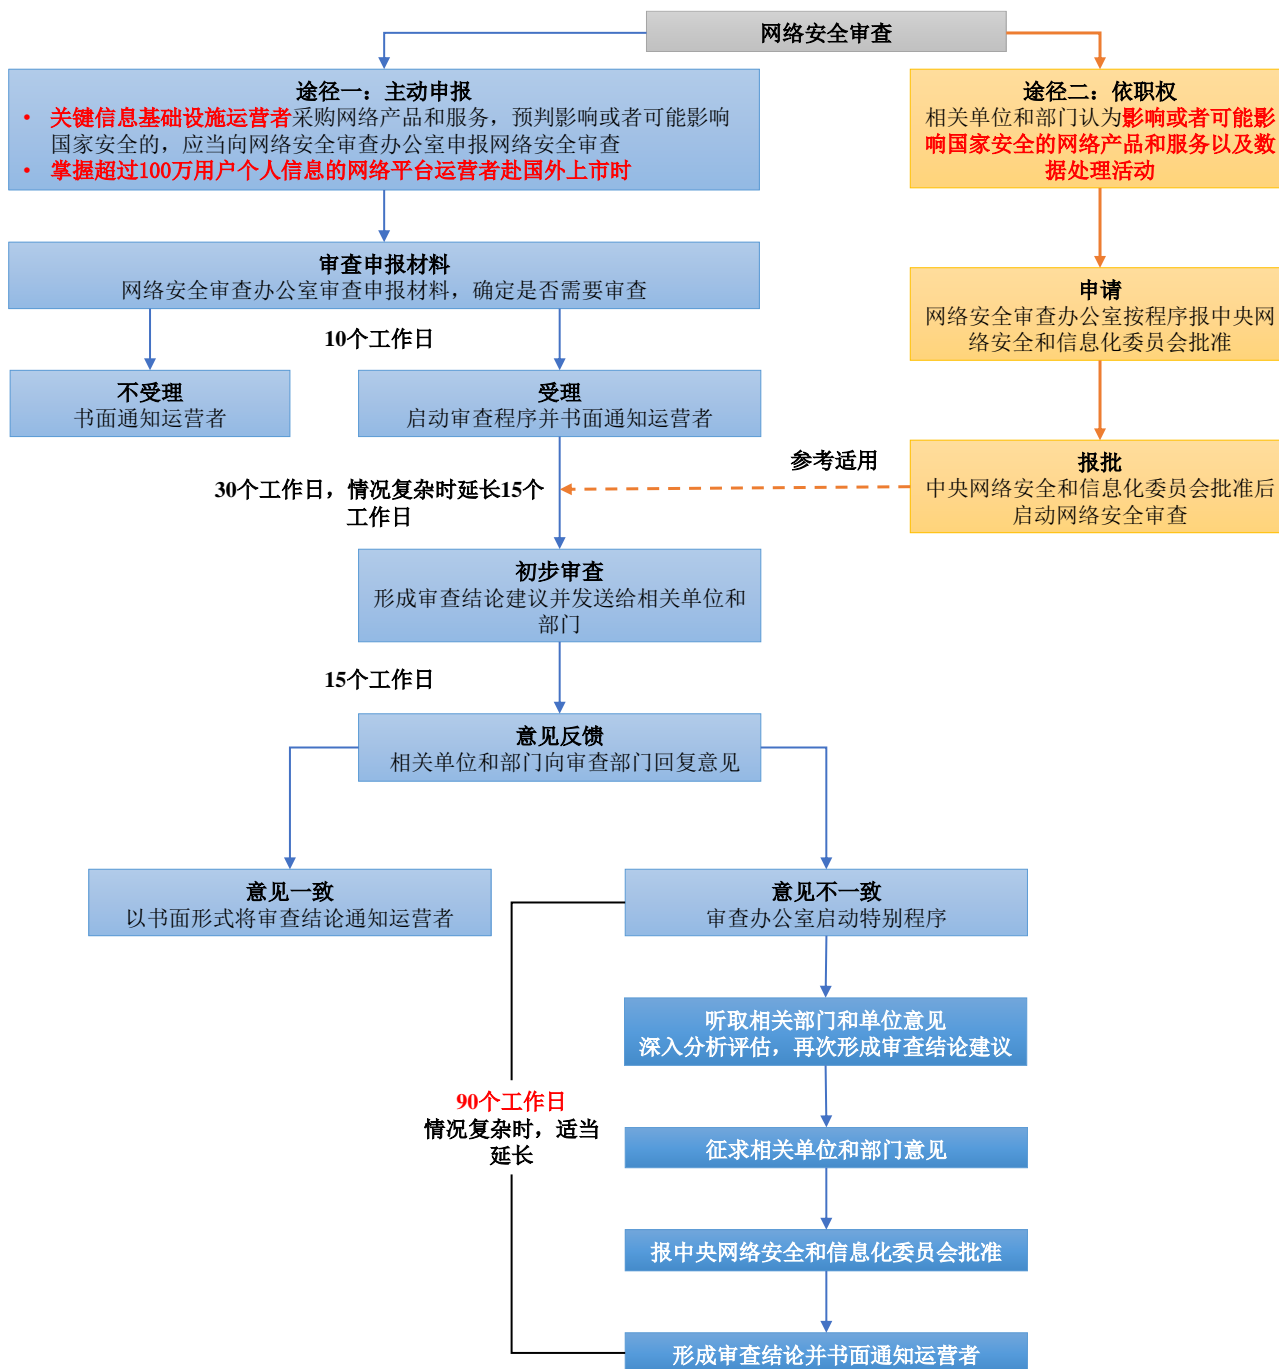 网络安全审查
途径一：主动申报
• 关键信息基础设施运营者采购网络产品和服务，预判影响或者可能影响
国家安全的，应当向网络安全审查办公室申报网络安全审查
• 掌握超过100万用户个人信息的网络平台运营者赴国外上市时
途径二：依职权
相关单位和部门认为影响或者可能影
响国家安全的网络产品和服务以及数
据处理活动
审查申报材料
网络安全审查办公室审查申报材料，确定是否需要审查
申请
网络安全审查办公室按程序报中央网
络安全和信息化委员会批准
10个工作日
不受理
书面通知运营者
受理
启动审查程序并书面通知运营者
参考适用
报批
中央网络安全和信息化委员会批准后
启动网络安全审查
30个工作日，情况复杂时延长15个
工作日
初步审查
形成审查结论建议并发送给相关单位和
部门
15个工作日
意见反馈
相关单位和部门向审查部门回复意见
意见一致
以书面形式将审查结论通知运营者
意见不一致
审查办公室启动特别程序
听取相关部门和单位意见
深入分析评估，再次形成审查结论建议
90个工作日
情况复杂时，适当
延长
征求相关单位和部门意见
报中央网络安全和信息化委员会批准
形成审查结论并书面通知运营者